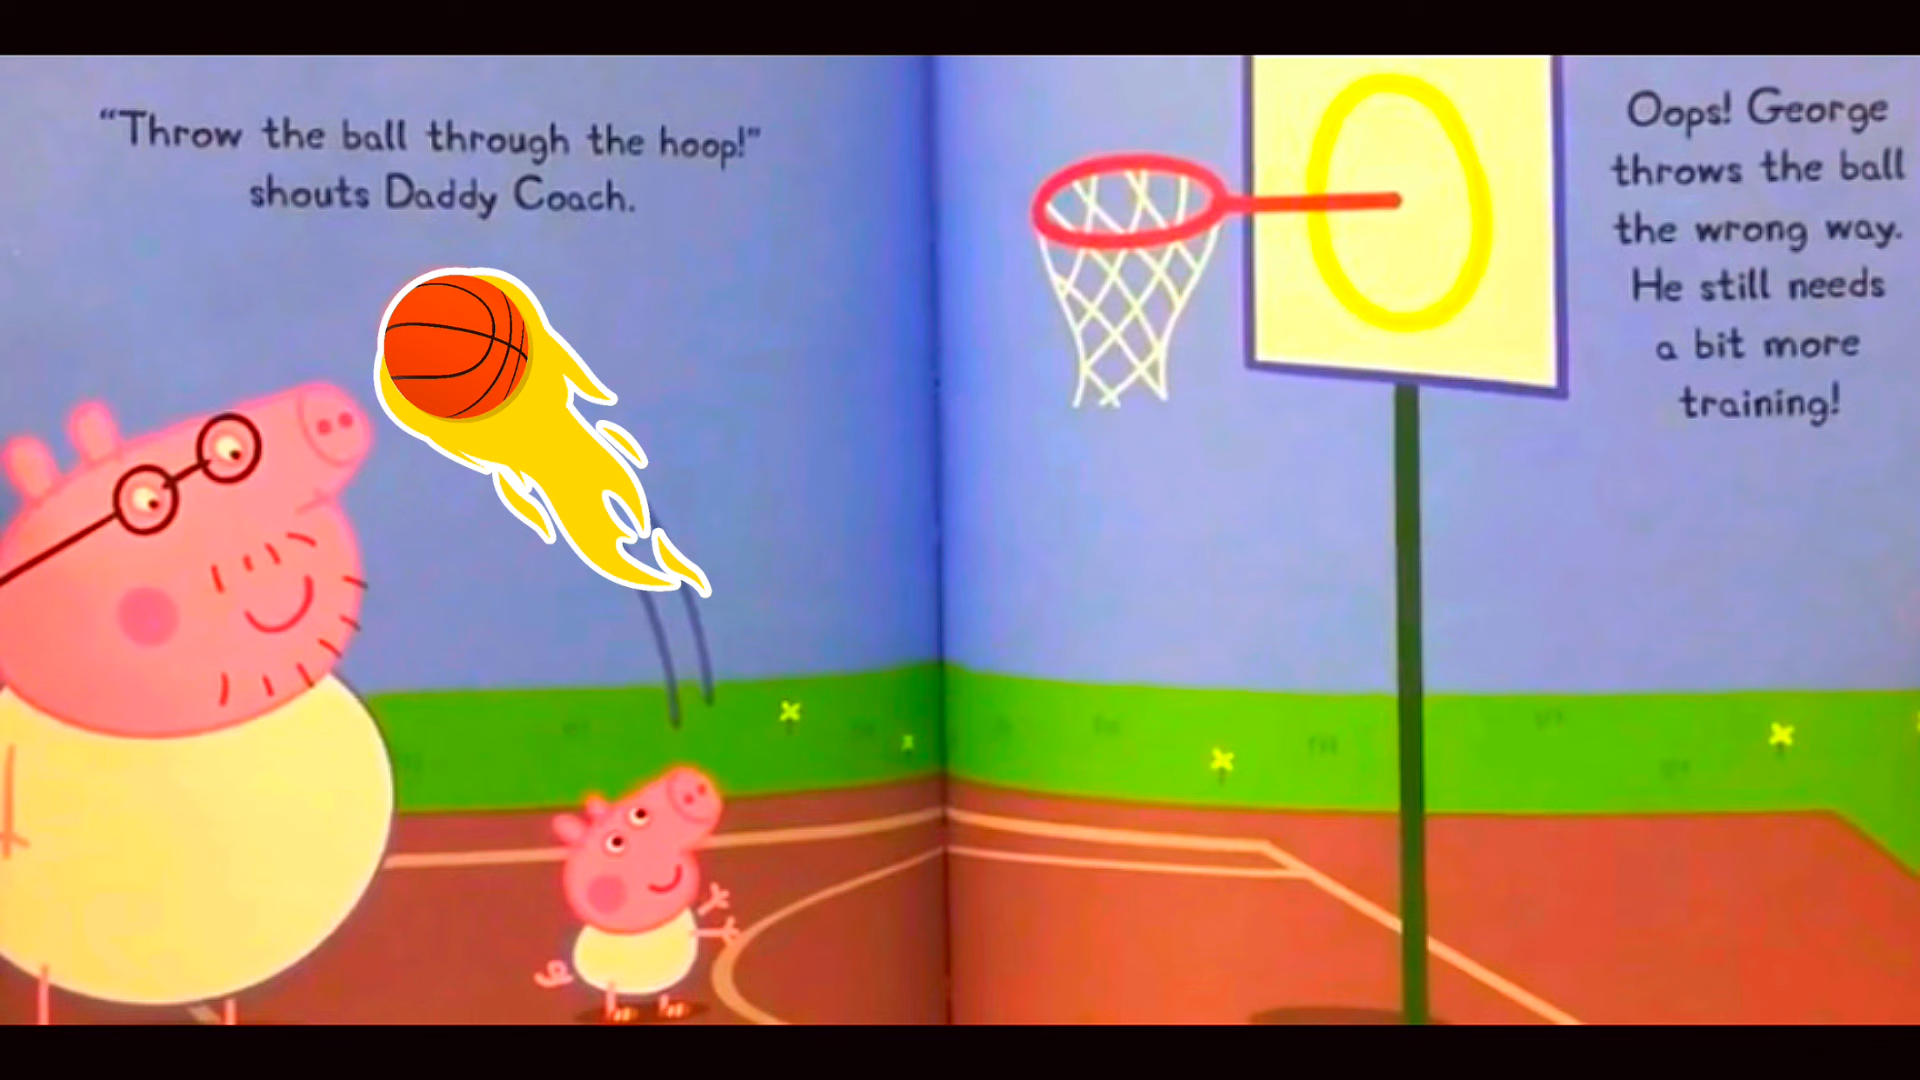 “Throw the ball through the hoop!”
shouts Daddy Coach.
Oops! George
throws the ball
the wrong way.
He still needs
a bit more
training!